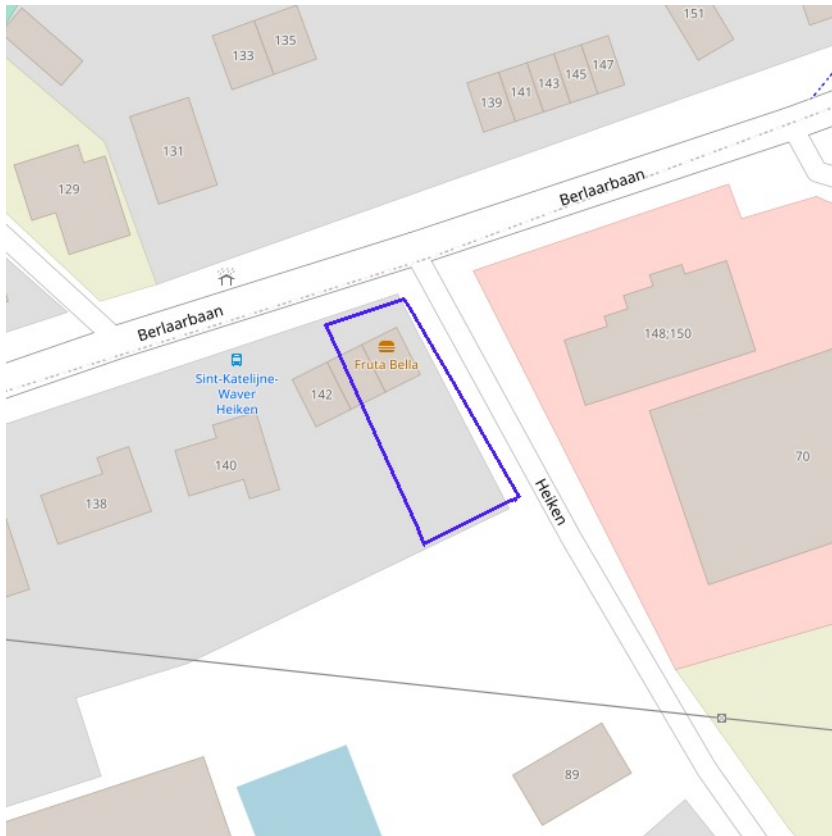 151
135
133
147
145
143
141
139
131
129
Berlaarbaan
Berlaarbaan
148;150
Sint-Katelijne-
Waver
Heiken
Fruta Bella
142
140
138
70
Heiken
89